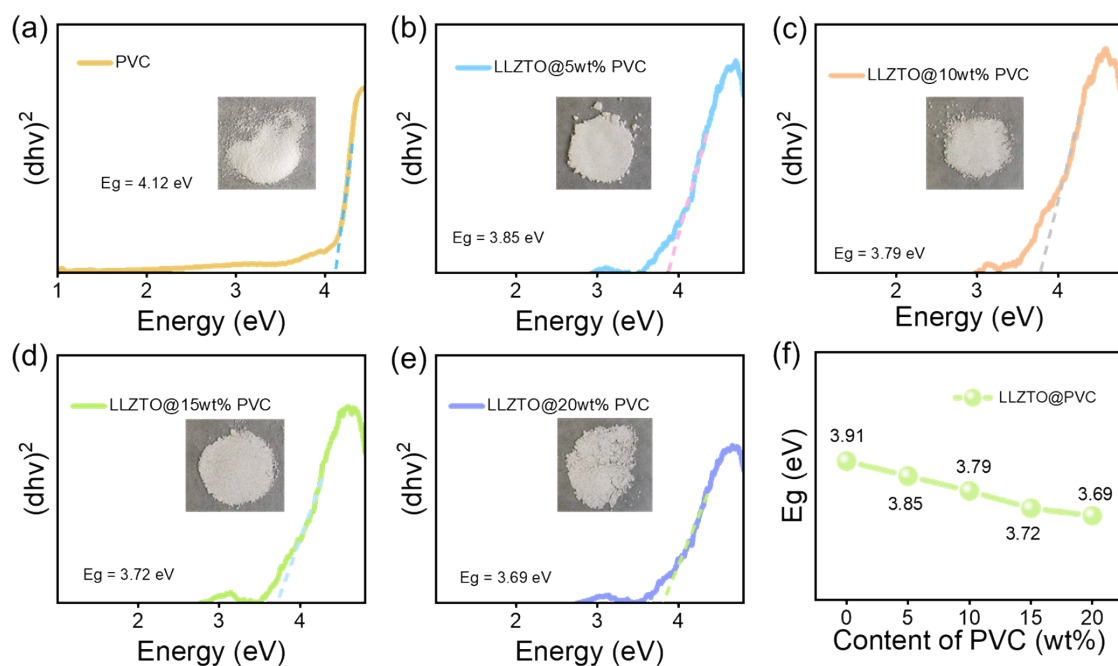 (a)
PVC
Eg = 4.12 eV
(dhv)²
1 2 3 4
Energy (eV)
(b)
LLZTO@5wt% PVC
Eg = 3.85 eV
(dhv)²
2 3 4
Energy (eV)
(c)
LLZTO@10wt% PVC
Eg = 3.79 eV
(dhv)²
2 3 4
Energy (eV)
(d)
LLZTO@15wt% PVC
Eg = 3.72 eV
(dhv)²
2 3 4
Energy (eV)
(e)
LLZTO@20wt% PVC
Eg = 3.69 eV
(dhv)²
2 3 4
Energy (eV)
(f)
LLZTO@PVC
3.91
3.85
3.79
3.72
3.69
Eg (eV)
0 5 10 15 20
Content of PVC (wt%)